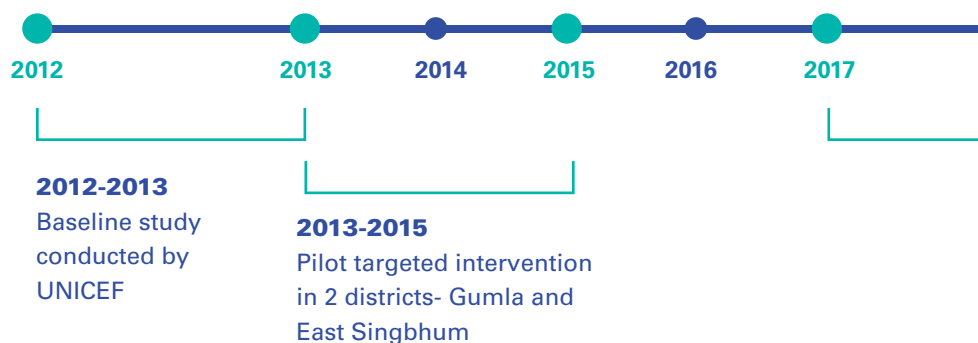 2012 2013 2014 2015 2016 2017
2012-2013
Baseline study
conducted by
UNICEF
2013-2015
Pilot targeted intervention
in 2 districts- Gumla and
East Singbhum